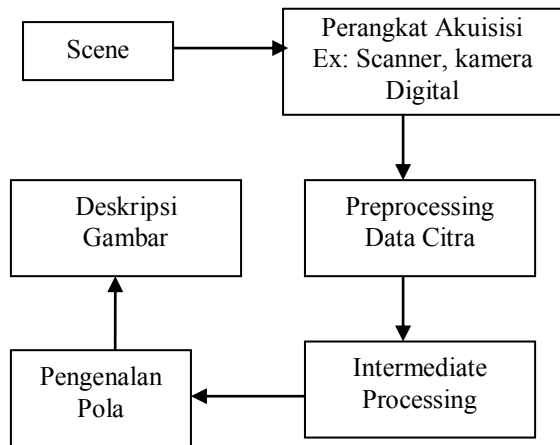 Scene
Perangkat Akuisisi
Ex: Scanner, kamera
Digital
Preprocessing
Data Citra
Intermediate
Processing
Pengenalan
Pola
Deskripsi
Gambar